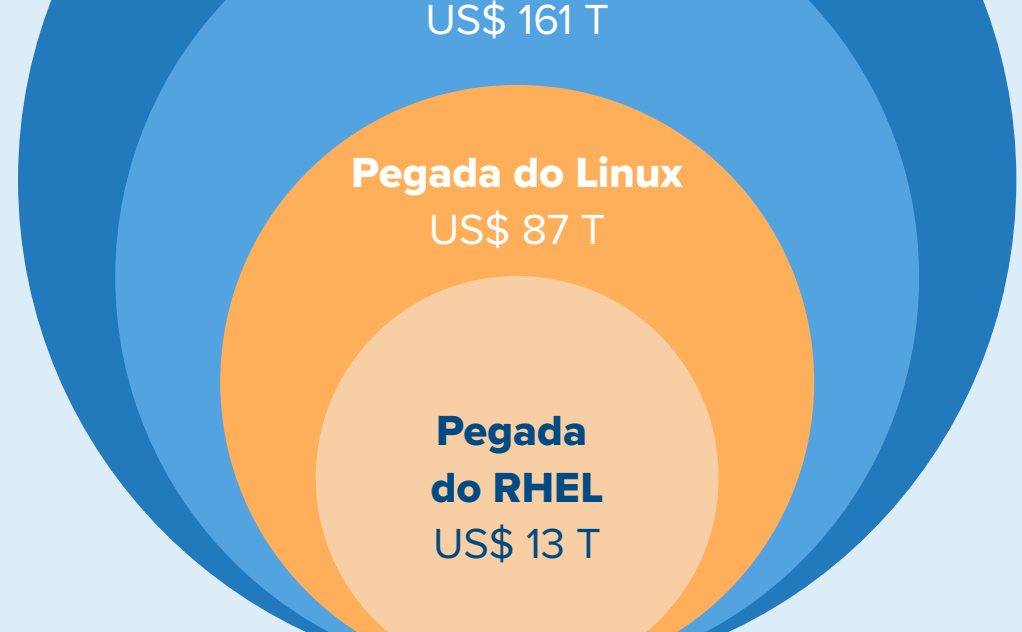 US$ 161 T
Pegada do Linux
US$ 87 T
Pegada
do RHEL
US$ 13 T